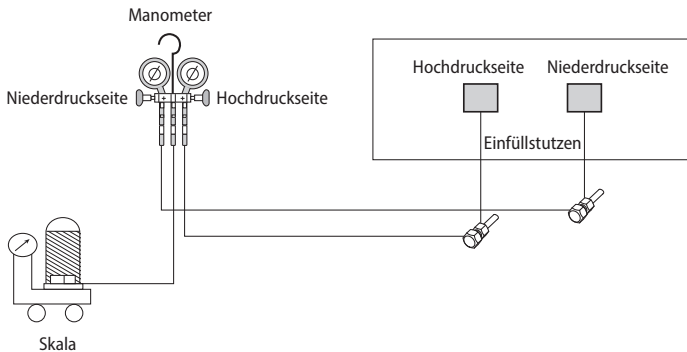 Manometer
Niederdruckseite
Hochdruckseite
Hochdruckseite
Niederdruckseite
Einfüllstutzen
Skala